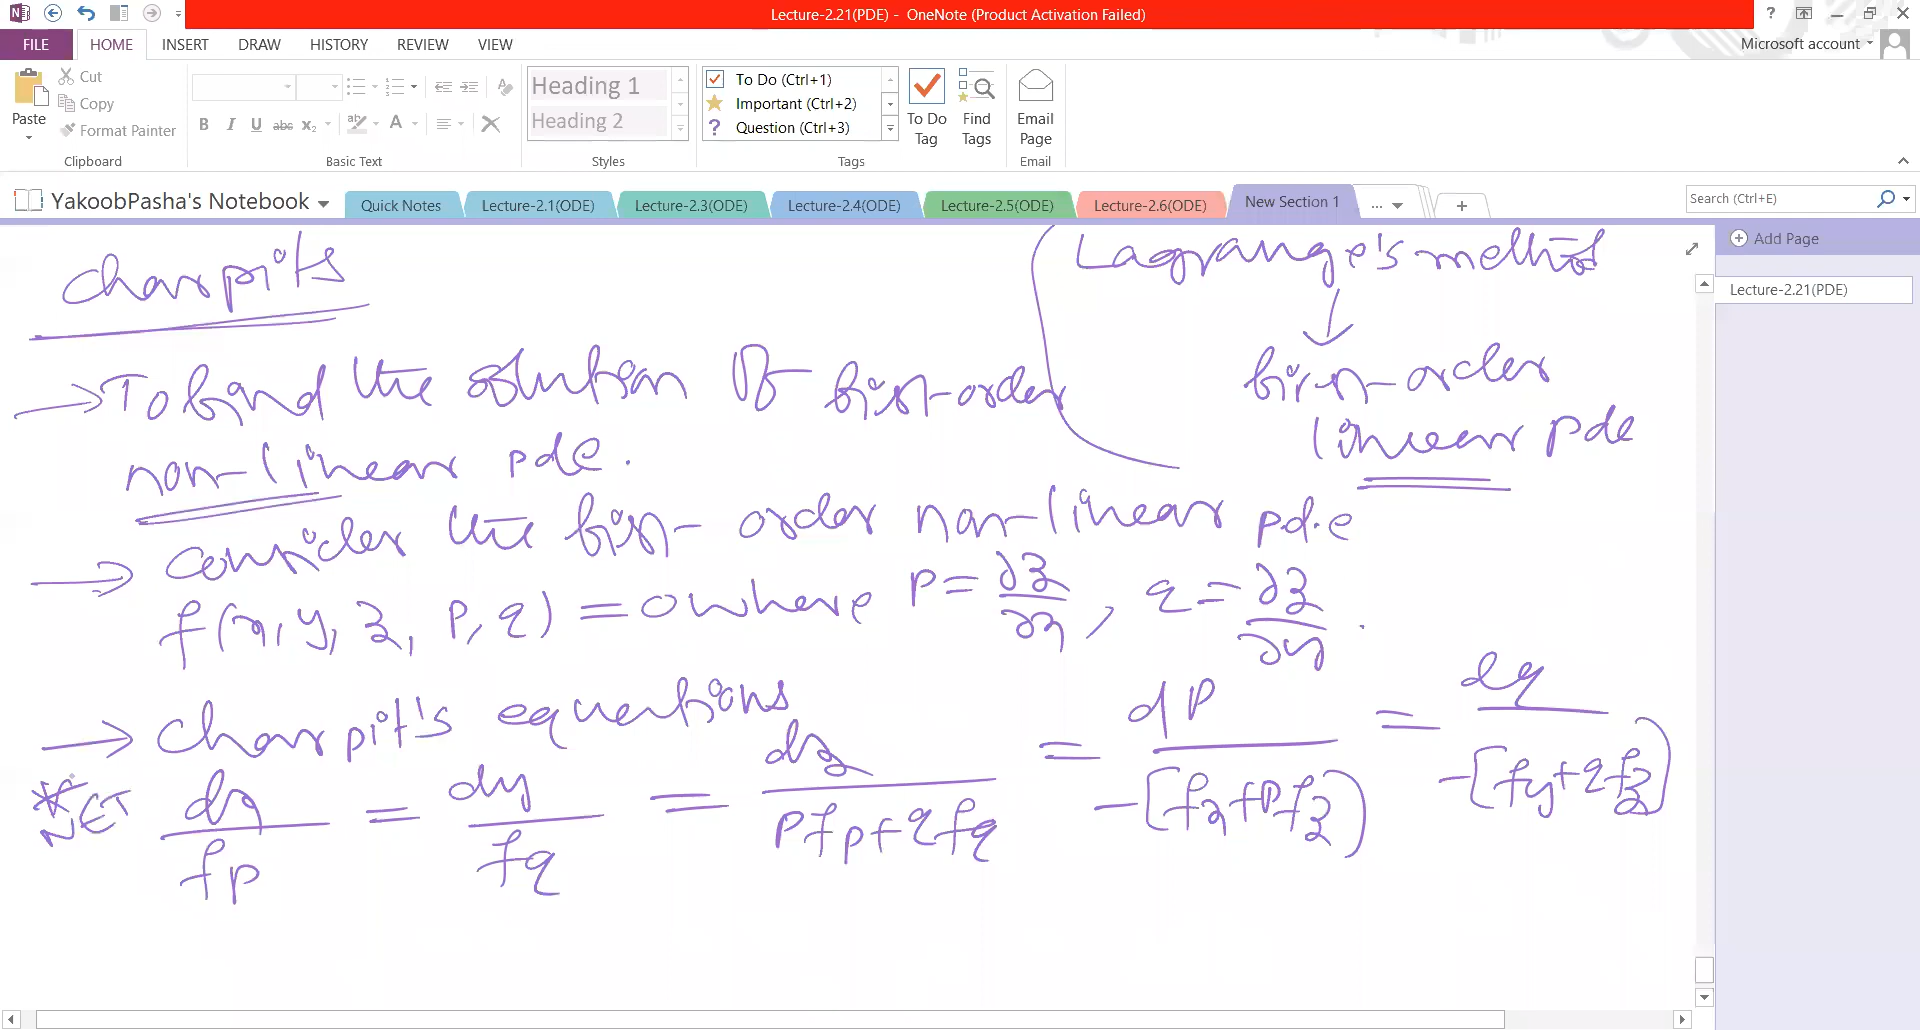 Lecture-2.21(PDE) - OneNote (Product Activation Failed)
FILE HOME INSERT DRAW HISTORY REVIEW VIEW
Microsoft account
Paste
Cut
Copy
Format Painter
Clipboard
B I U abc x₂ A
Basic Text
Heading 1
Heading 2
Styles
To Do (Ctrl+1)
Important (Ctrl+2)
Question (Ctrl+3)
Tags
To Do Tag
Find Tags
Email Page
Email
YakoobPasha's Notebook
Quick Notes Lecture-2.1(ODE) Lecture-2.3(ODE) Lecture-2.4(ODE) Lecture-2.5(ODE) Lecture-2.6(ODE) New Section 1 ...
Search (Ctrl+E)
Add Page
Lecture-2.21(PDE)
charpits
→ To find the solution Of first-order
non-linear pde.
Lagrange's method
↓
first-order
linear pde
→ consider the first-order non-linear p.d.e
f(x, y, z, p, q) = 0 where p = ∂z/∂x, q = ∂z/∂y.
→ charpit's equations
*NET dx/fp = dy/fq = dz/pfp+qfq = dp/-[fx+pfz) = dq/-[fy+qfz)